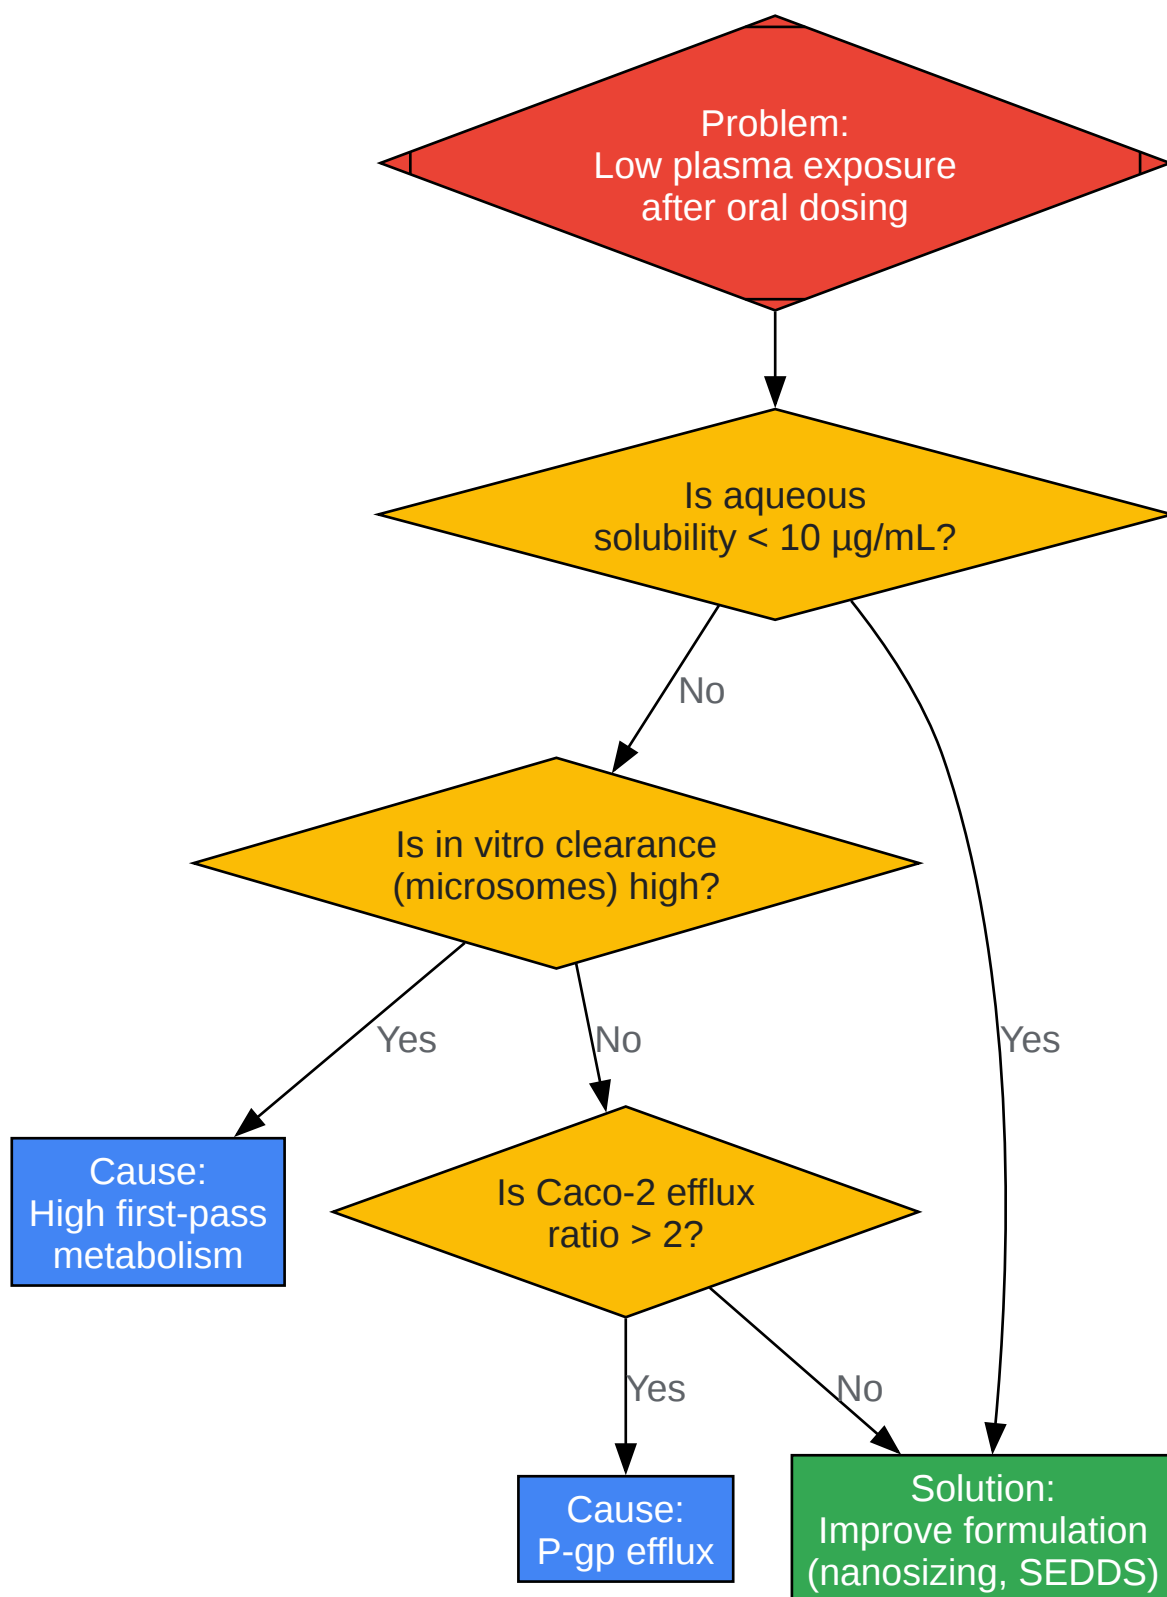 Problem:
Low plasma exposure
after oral dosing
Is aqueous
solubility < 10 µg/mL?
No
Is in vitro clearance
(microsomes) high?
Yes
No
Yes
Cause:
High first-pass
metabolism
Is Caco-2 efflux
ratio > 2?
Yes
No
Cause:
P-gp efflux
Solution:
Improve formulation
(nanosizing, SEDDS)